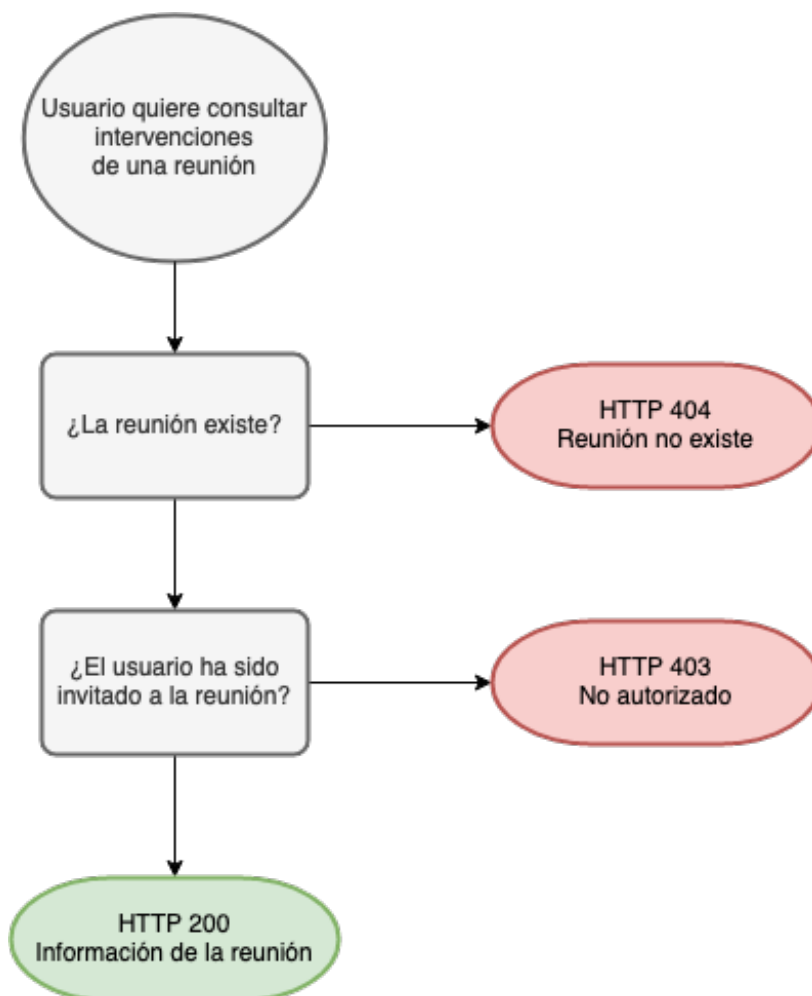 Usuario quiere consultar
intervenciones
de una reunión
¿La reunión existe?
HTTP 404
Reunión no existe
¿El usuario ha sido
invitado a la reunión?
HTTP 403
No autorizado
HTTP 200
Información de la reunión